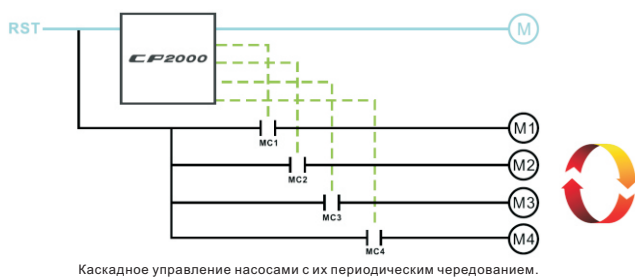 RST
CP2000
M
MC1
M1
MC2
M2
MC3
M3
MC4
M4
Каскадное управление насосами с их периодическим чередованием.